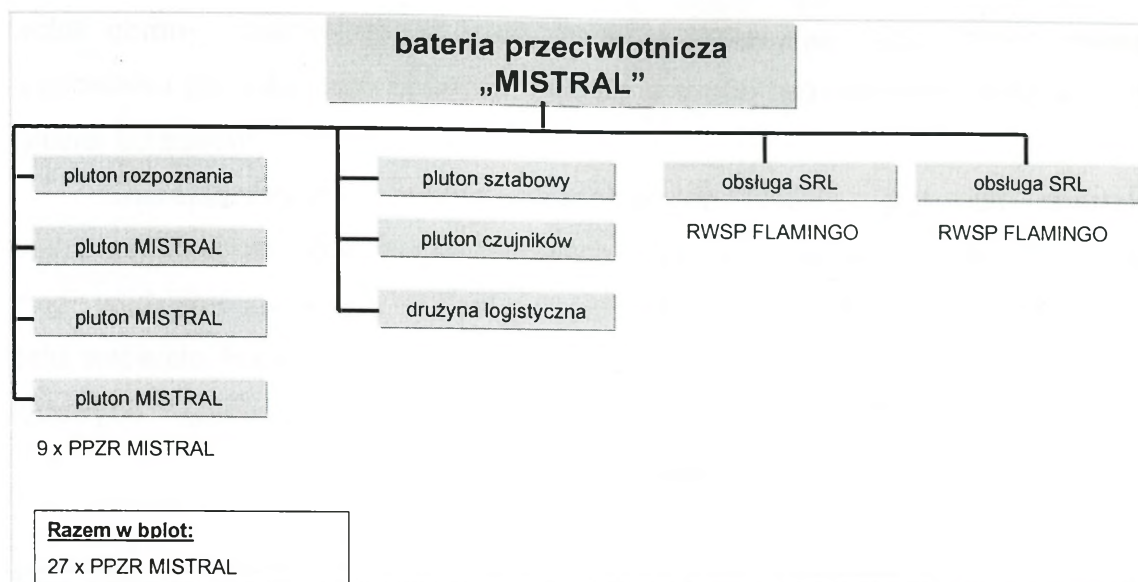 bateria przeciwlotnicza
„MISTRAL”
pluton rozpoznania
pluton MISTRAL
pluton MISTRAL
pluton MISTRAL
9 x PPZR MISTRAL
pluton sztabowy
pluton czujników
drużyna logistyczna
obsługa SRL
RWSP FLAMINGO
obsługa SRL
RWSP FLAMINGO
Razem w bplot:
27 x PPZR MISTRAL